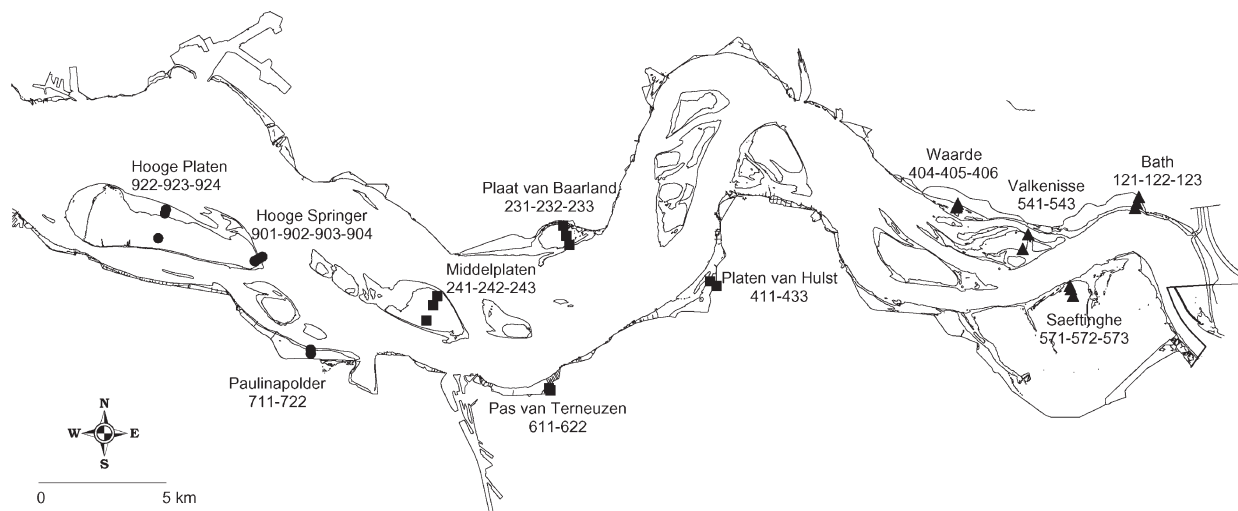 Hooge Platen
922-923-924
Hooge Springer
901-902-903-904
Paulinapolder
711-722
Plaat van Baarland
231-232-233
Middelplaten
241-242-243
Pas van Terneuzen
611-622
Platen van Hulst
411-433
Waarde
404-405-406
Valkenisse
541-543
Bath
121-122-123
Saeftinghe
571-572-573
N
W E
S
0 5 km